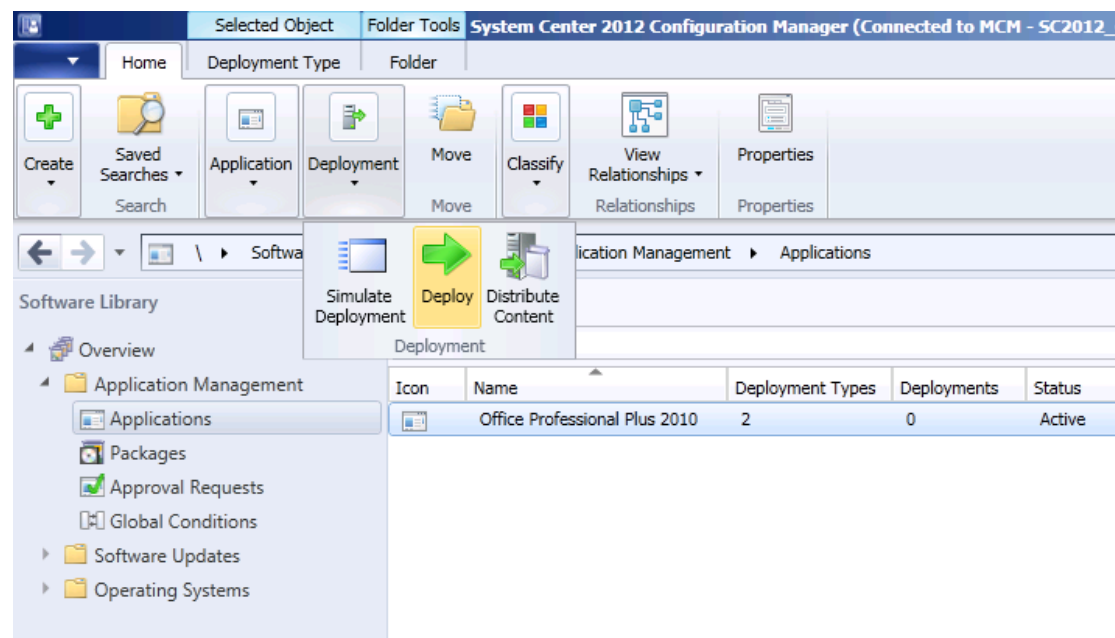 Selected Object Folder Tools System Center 2012 Configuration Manager (Connected to MCM - SC2012_
Home Deployment Type Folder
Create
Saved Searches
Application
Deployment
Move
Classify
View Relationships
Properties
Search Move Relationships Properties
\ Softwa ication Management Applications
Simulate Deployment
Deploy
Distribute Content
Deployment
Software Library
Overview
Application Management
Applications
Packages
Approval Requests
Global Conditions
Software Updates
Operating Systems
Icon Name Deployment Types Deployments Status
Office Professional Plus 2010 2 0 Active